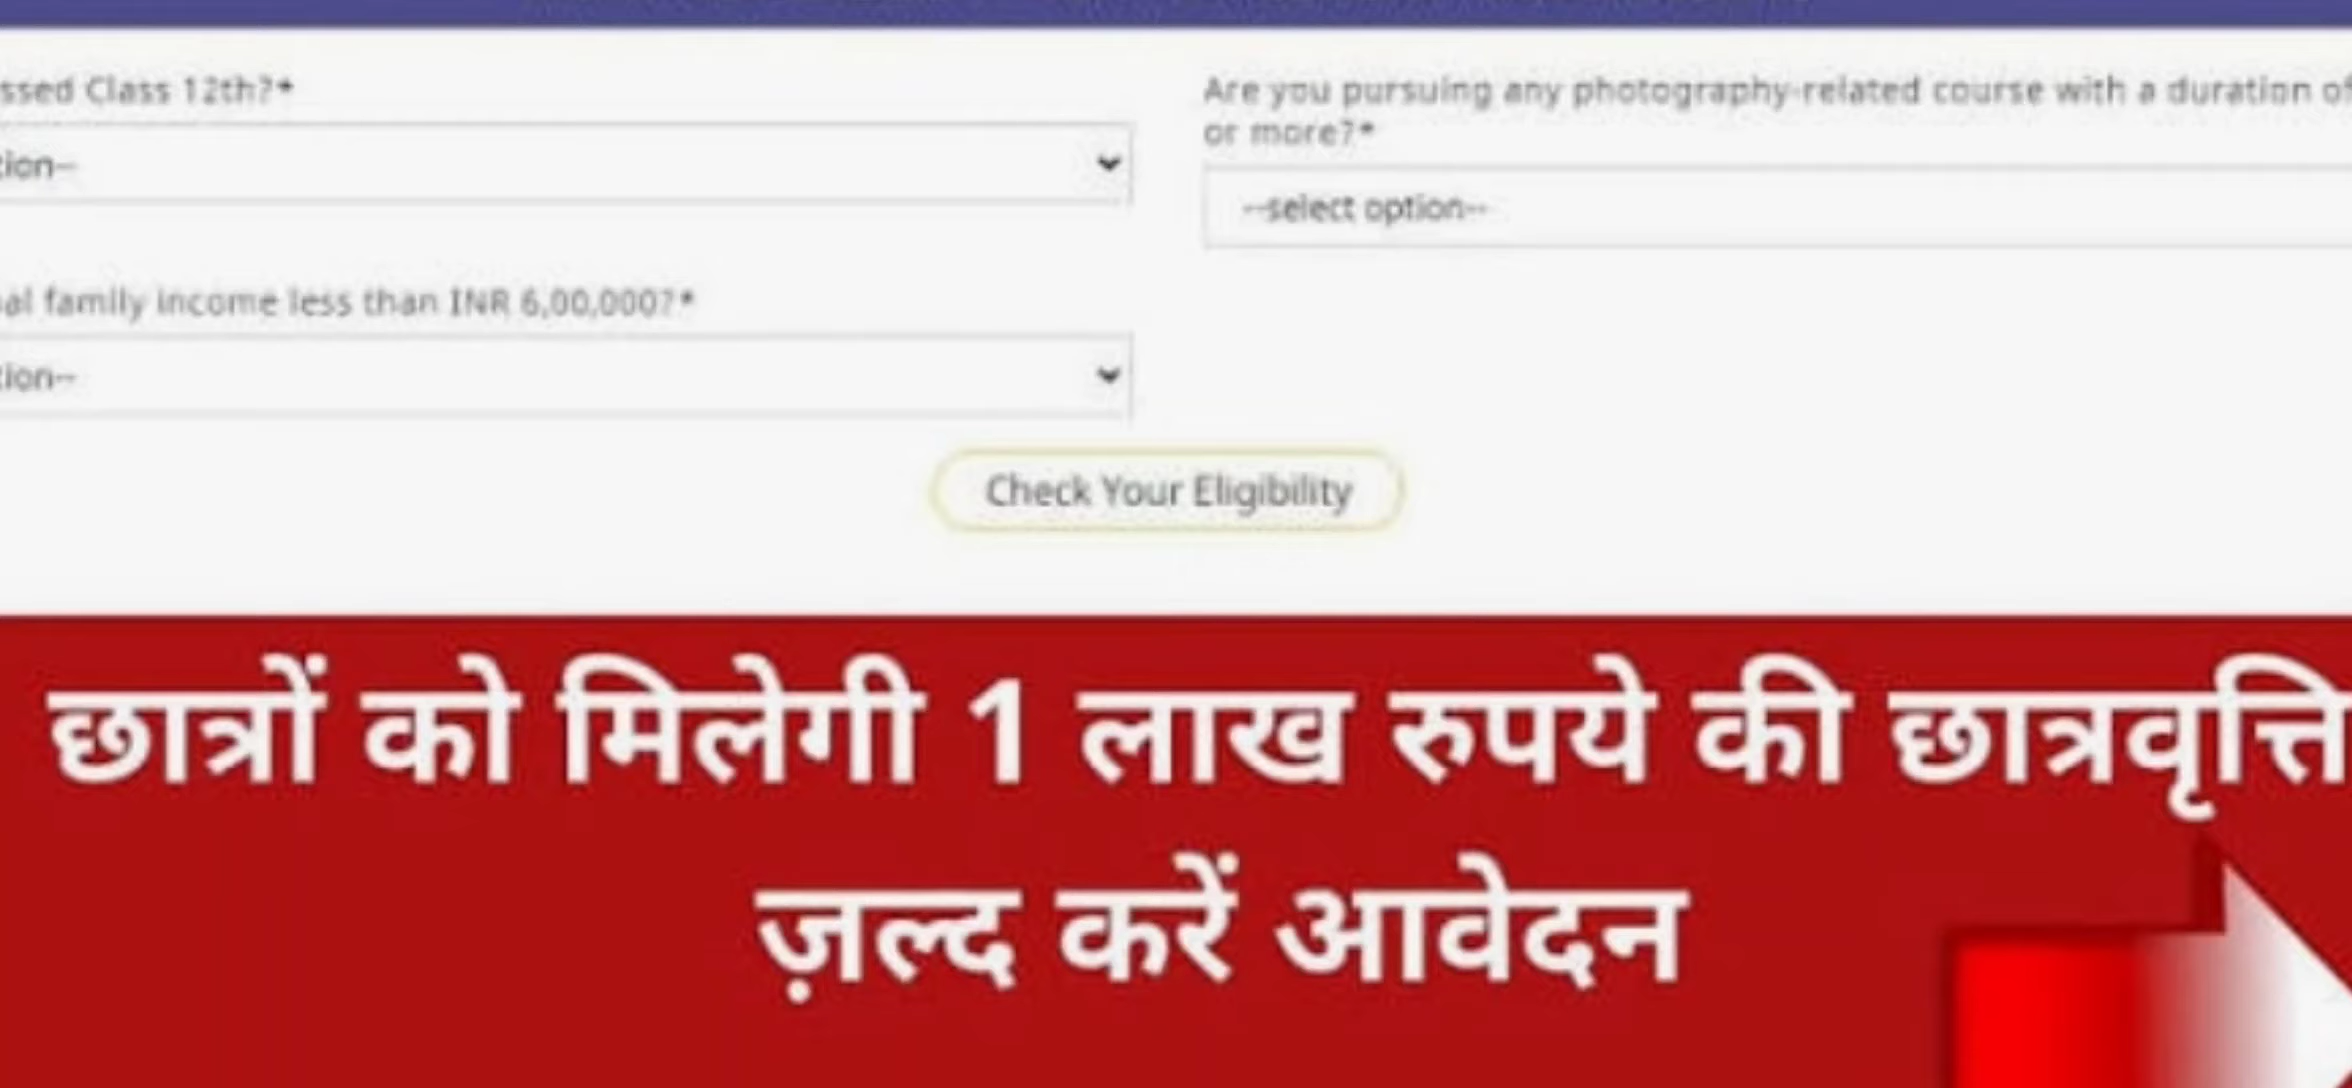 ssed Class 12th?*
tion--
Are you pursuing any photography-related course with a duration of
or more?*
--select option--
al family income less than INR 6,00,000?*
tion--
Check Your Eligibility
छात्रों को मिलेगी 1 लाख रुपये की छात्रवृत्ति
ज़ल्द करें आवेदन